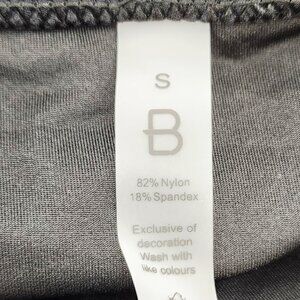 S
B
82% Nylon
18% Spandex
Exclusive of
decoration
Wash with
like colours